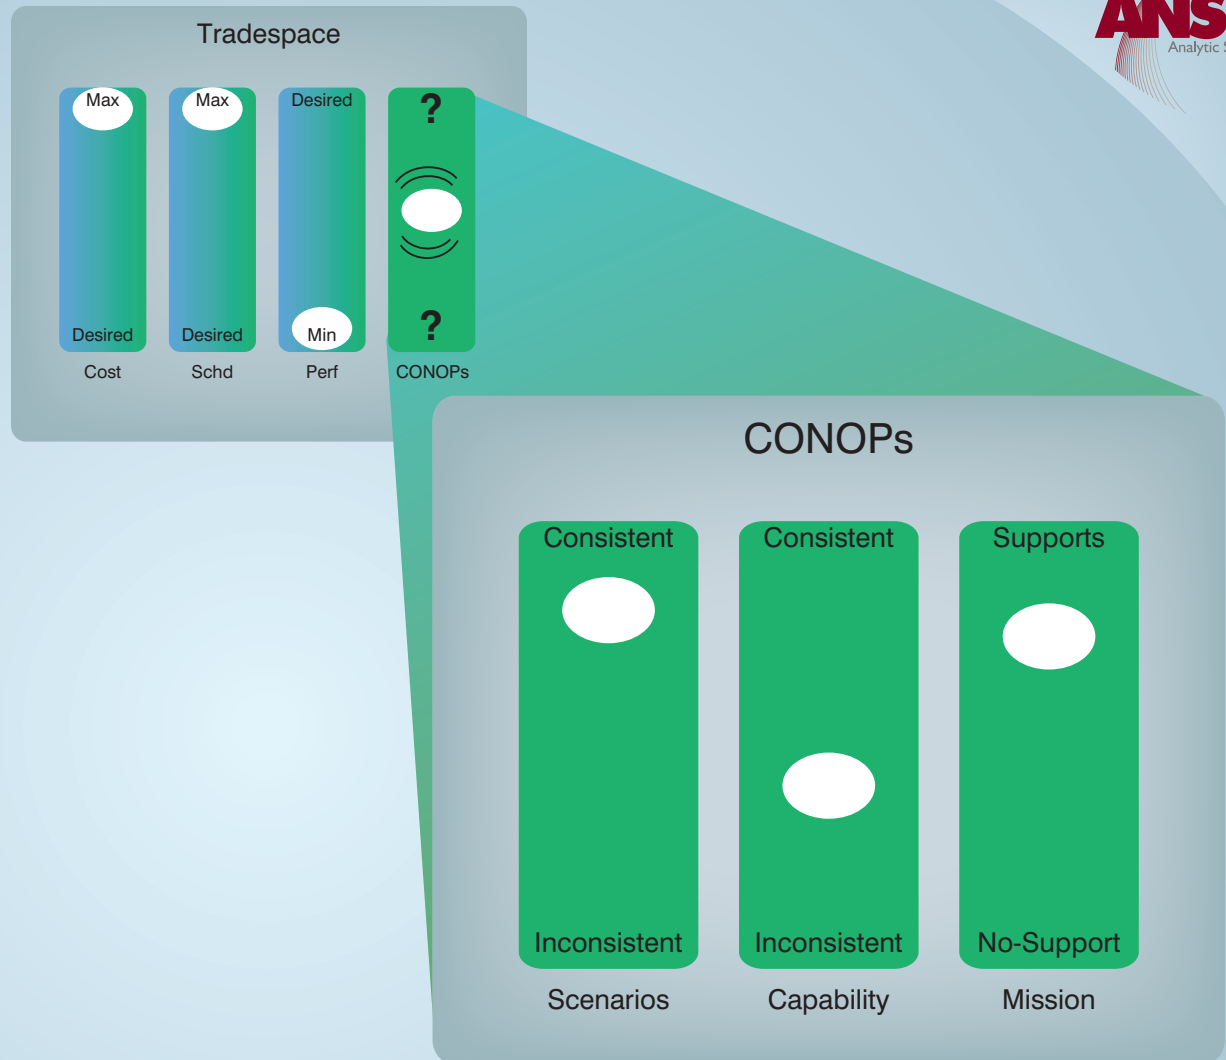 Tradespace
Max Max Desired ?
Desired Desired Min ?
Cost Schd Perf CONOPs
CONOPs
Consistent Consistent Supports
Inconsistent Inconsistent No-Support
Scenarios Capability Mission
Analytic